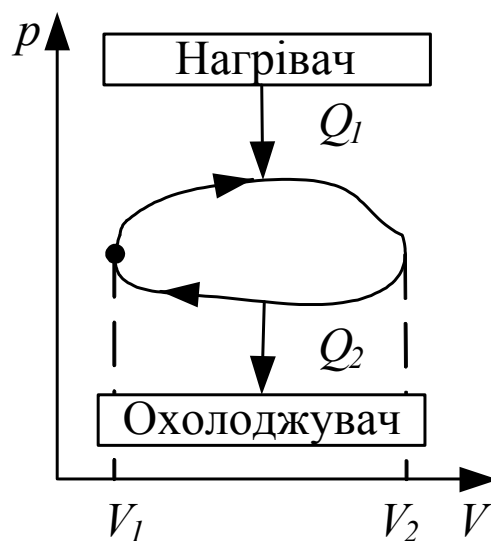 p
Нагрівач
Q1
Q2
Охолоджувач
V1 V2 V